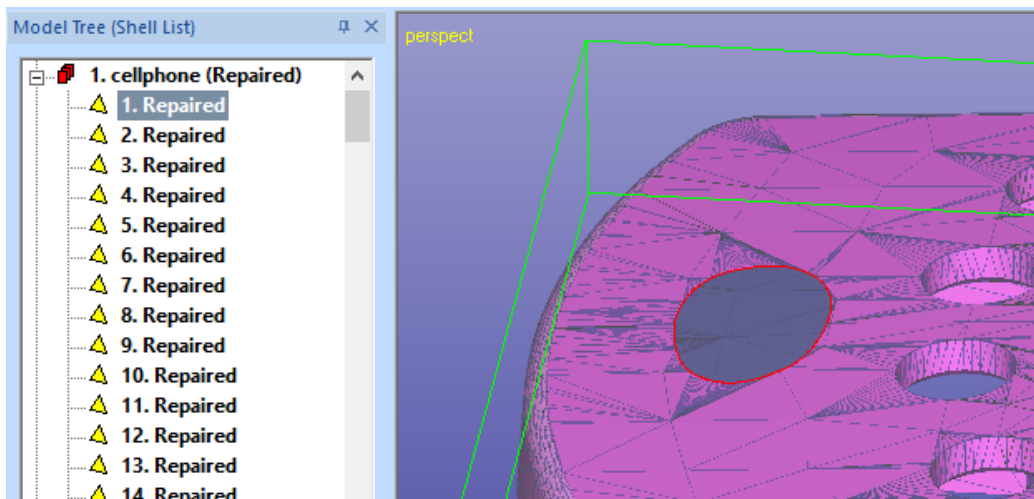 Model Tree (Shell List)
perspect
1. cellphone (Repaired)
1. Repaired
2. Repaired
3. Repaired
4. Repaired
5. Repaired
6. Repaired
7. Repaired
8. Repaired
9. Repaired
10. Repaired
11. Repaired
12. Repaired
13. Repaired
14. Repaired